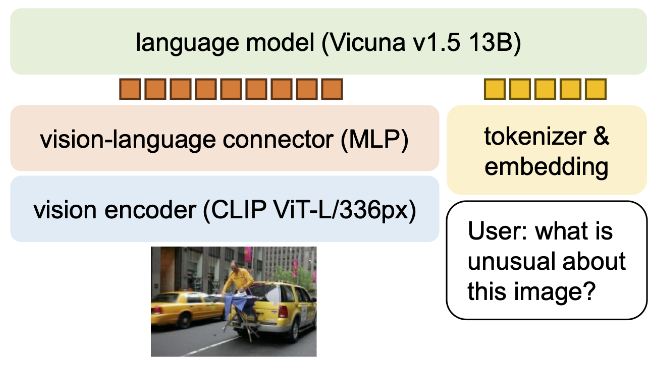 language model (Vicuna v1.5 13B)
vision-language connector (MLP)
tokenizer &
embedding
vision encoder (CLIP ViT-L/336px)
User: what is
unusual about
this image?